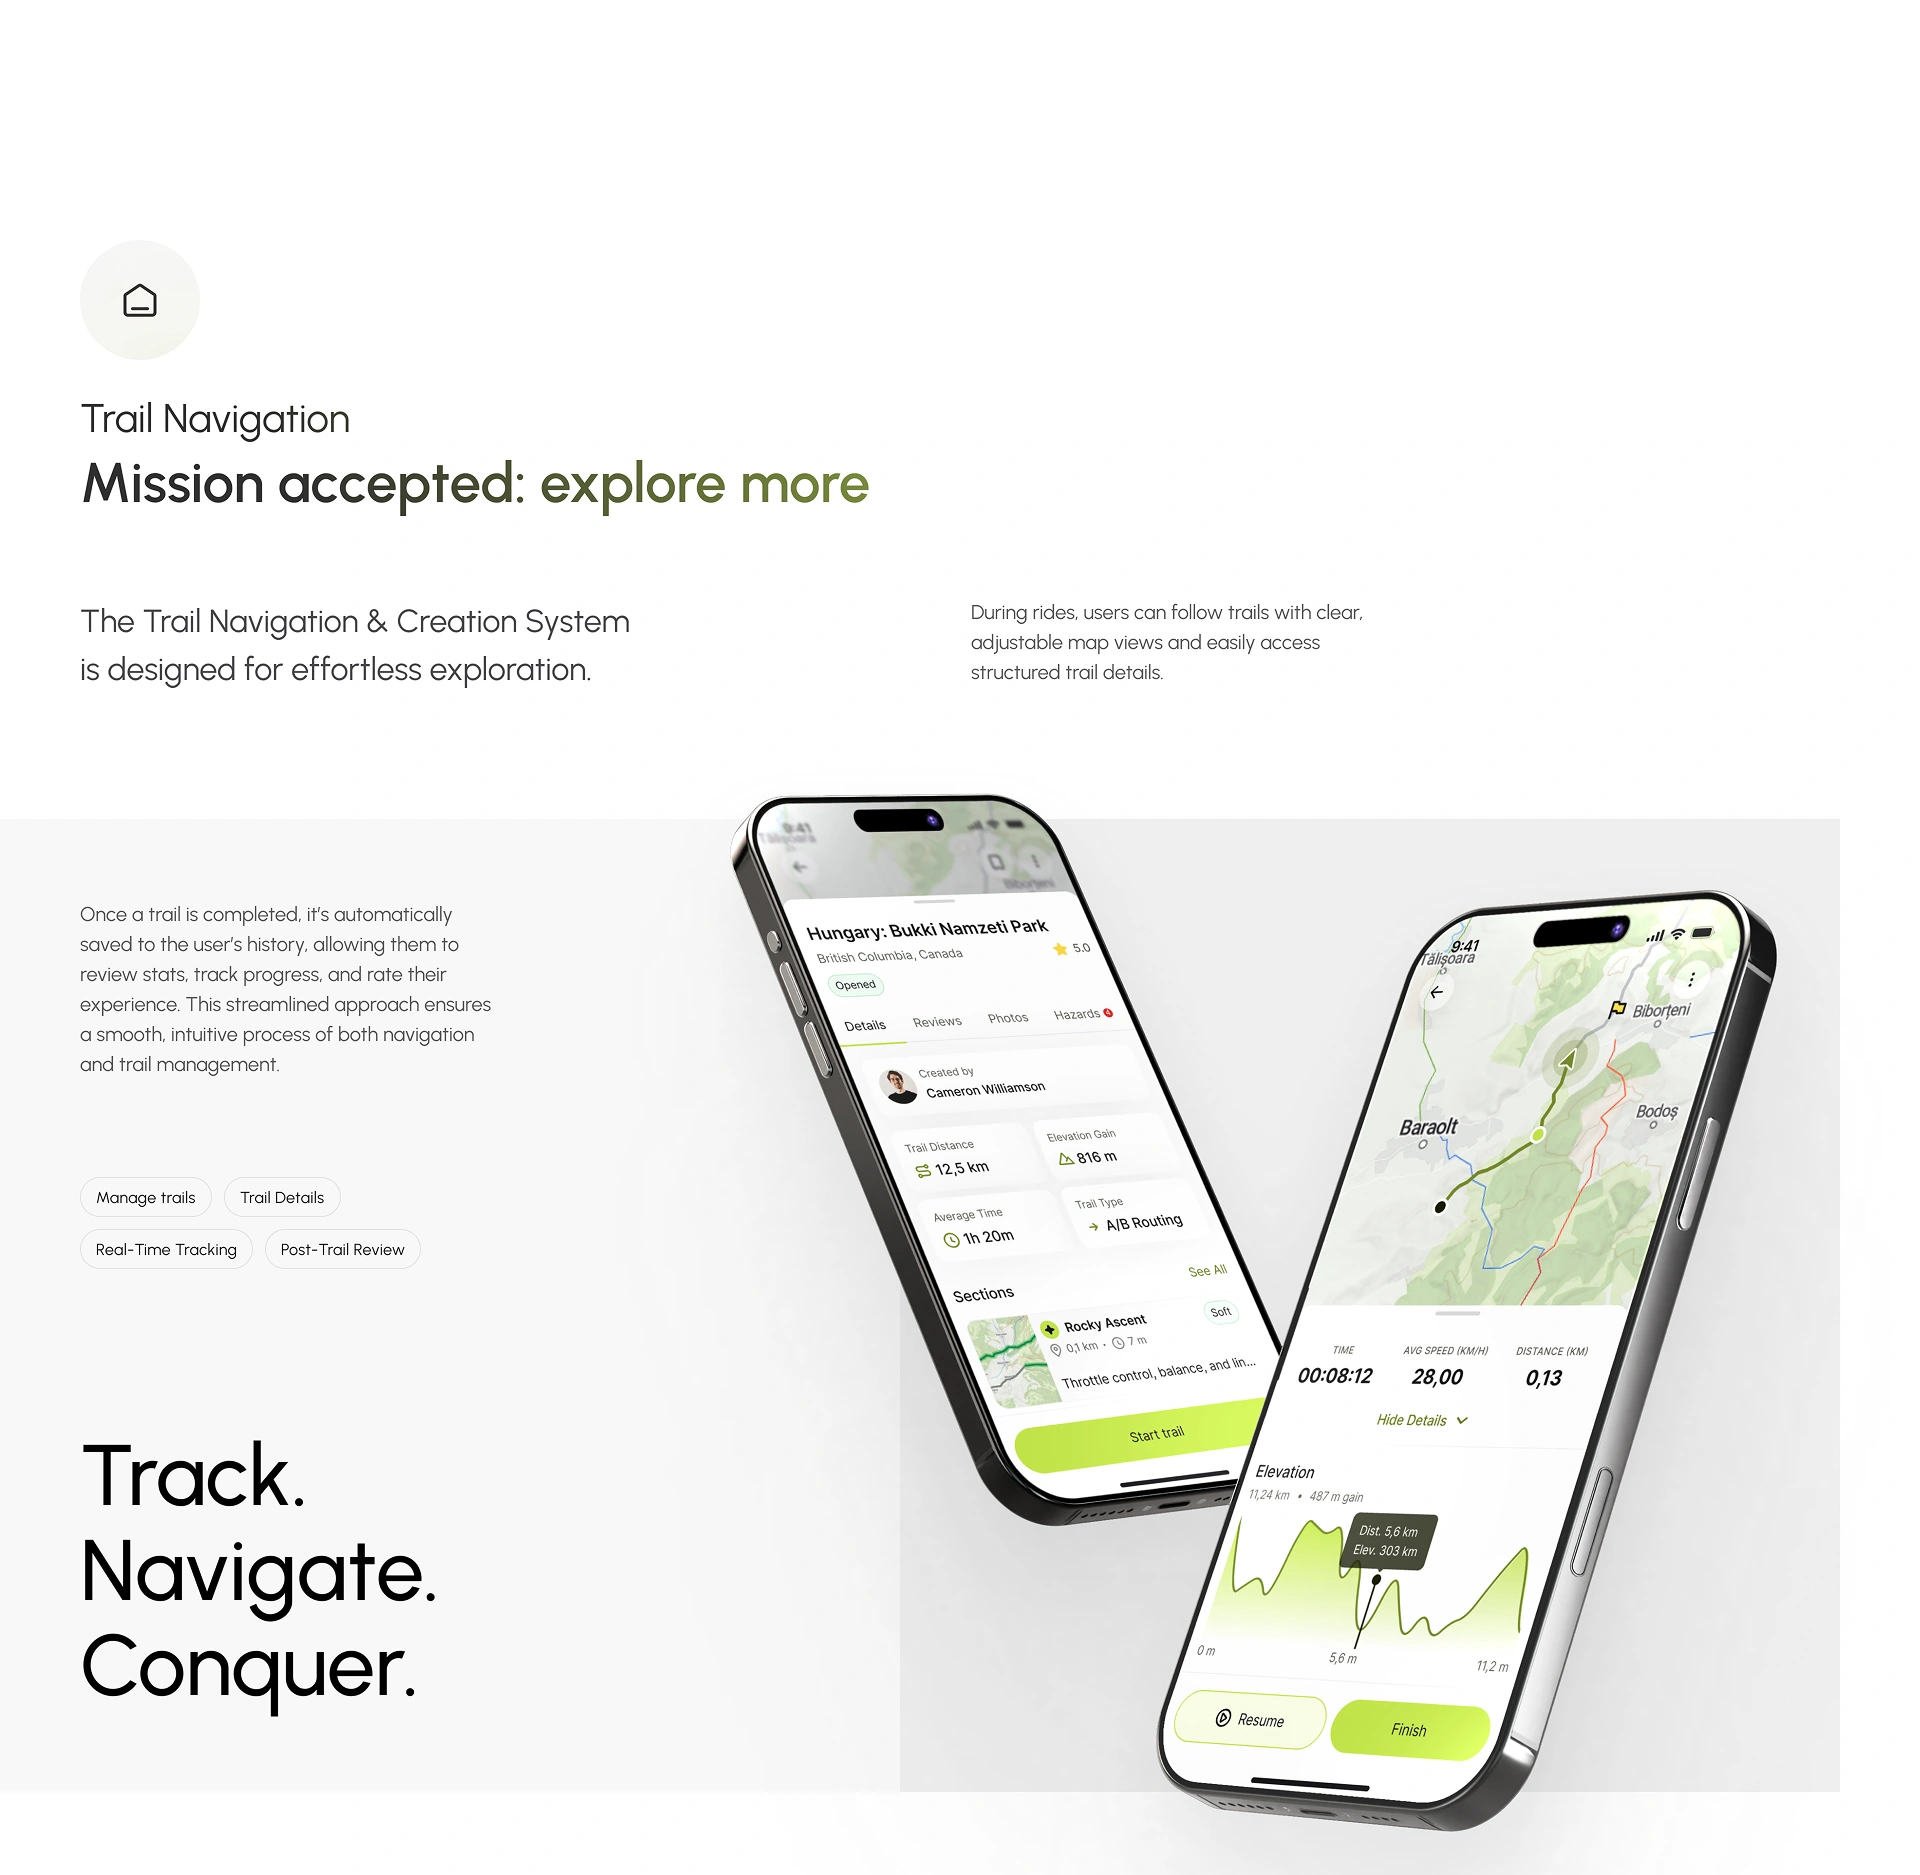 Trail Navigation
Mission accepted: explore more
The Trail Navigation & Creation System
is designed for effortless exploration.
During rides, users can follow trails with clear,
adjustable map views and easily access
structured trail details.
Once a trail is completed, it’s automatically
saved to the user’s history, allowing them to
review stats, track progress, and rate their
experience. This streamlined approach ensures
a smooth, intuitive process of both navigation
and trail management.
Manage trails
Trail Details
Real-Time Tracking
Post-Trail Review
Track.
Navigate.
Conquer.
9:41
Tălișoara
Biborțeni
Hungary: Bukki Namzeti Park
British Columbia, Canada
5.0
Opened
Details
Reviews
Photos
Hazards
Created by
Cameron Williamson
Trail Distance
12,5 km
Elevation Gain
816 m
Average Time
1h 20m
Trail Type
A/B Routing
Sections
See All
Rocky Ascent
Soft
0,1 km • 7 m
Throttle control, balance, and lin...
Start trail
9:41
Tălișoara
Biborțeni
Baraolt
Bodoș
TIME
00:08:12
AVG SPEED (KM/H)
28,00
DISTANCE (KM)
0,13
Hide Details
Elevation
11,24 km • 487 m gain
Dist. 5,6 km
Elev. 303 km
0 m
5,6 m
11,2 m
Resume
Finish